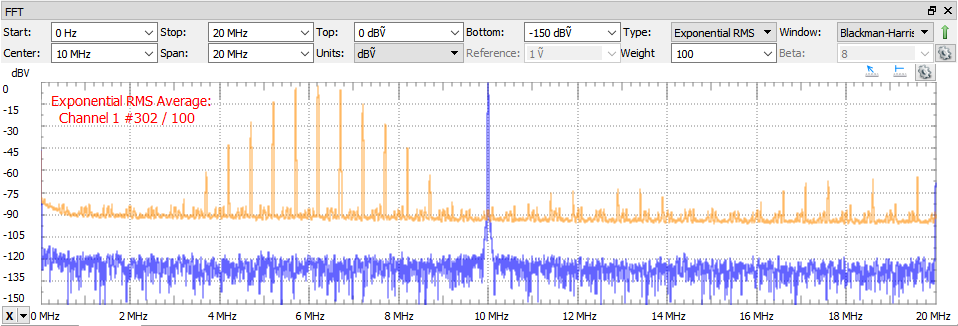 FFT
Start: 0 Hz Stop: 20 MHz Top: 0 dBṼ Bottom: -150 dBṼ Type: Exponential RMS Window: Blackman-Harris
Center: 10 MHz Span: 20 MHz Units: dBṼ Reference: 1 Ṽ Weight 100 Beta: 8
dBV
0
-15
-30
-45
-60
-75
-90
-105
-120
-135
-150
Exponential RMS Average:
Channel 1 #302 / 100
X 0 MHz 2 MHz 4 MHz 6 MHz 8 MHz 10 MHz 12 MHz 14 MHz 16 MHz 18 MHz 20 MHz